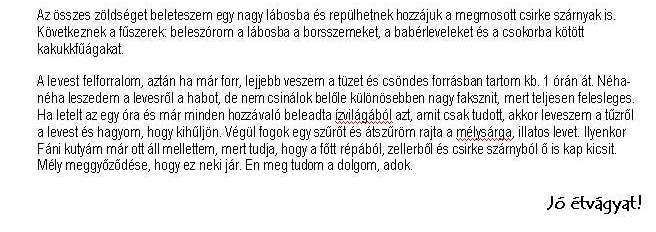 Az összes zöldséget beleteszem egy nagy lábosba és repülhetnek hozzájuk a megmosott csirke szárnyak is.
Következnek a fűszerek: beleszórom a lábosba a borsszemeket, a babérleveleket és a csokorba kötött
kakukkfűágakat.
A levest felforralom, aztán ha már forr, lejjebb veszem a tüzet és csöndes forrásban tartom kb. 1 órán át. Néha-
néha leszedem a levesről a habot, de nem csinálok belőle különösebben nagy faksznit, mert teljesen felesleges.
Ha letelt az egy óra és már minden hozzávaló beleadta ízvilágából azt, amit csak tudott, akkor leveszem a tűzről
a levest és hagyom, hogy kihűljön. Végül fogok egy szűrőt és átszűröm rajta a mélysárga, illatos levet. Ilyenkor
Fáni kutyám már ott áll mellettem, mert tudja, hogy a főtt répából, zellerből és csirke szárnyból ő is kap kicsit.
Mély meggyőződése, hogy ez neki jár. En meg tudom a dolgom, adok.
Jó étvágyat!